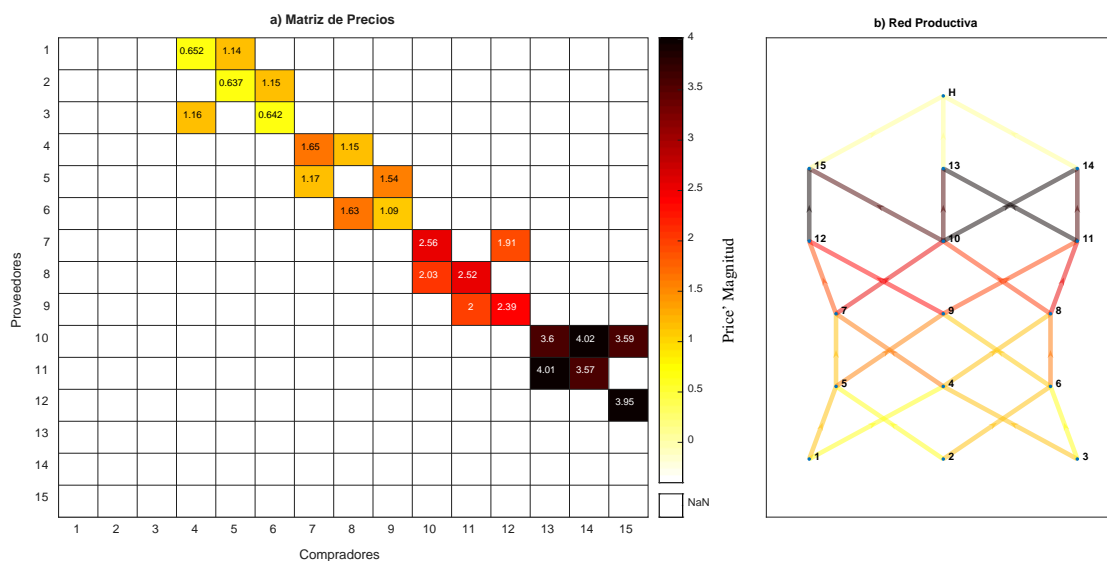 a) Matriz de Precios
Proveedores
1 0.652 1.14
2 0.637 1.15
3 1.16 0.642
4 1.65 1.15
5 1.17 1.54
6 1.63 1.09
7 2.56 1.91
8 2.03 2.52
9 2 2.39
10 3.6 4.02 3.59
11 4.01 3.57
12 3.95
13
14
15
1 2 3 4 5 6 7 8 9 10 11 12 13 14 15
Compradores
4
3.5
3
2.5
2
1.5
1
0.5
0
NaN
Price' Magnitud
b) Red Productiva
H
15 13 14
12 10 11
7 9 8
5 4 6
1 2 3